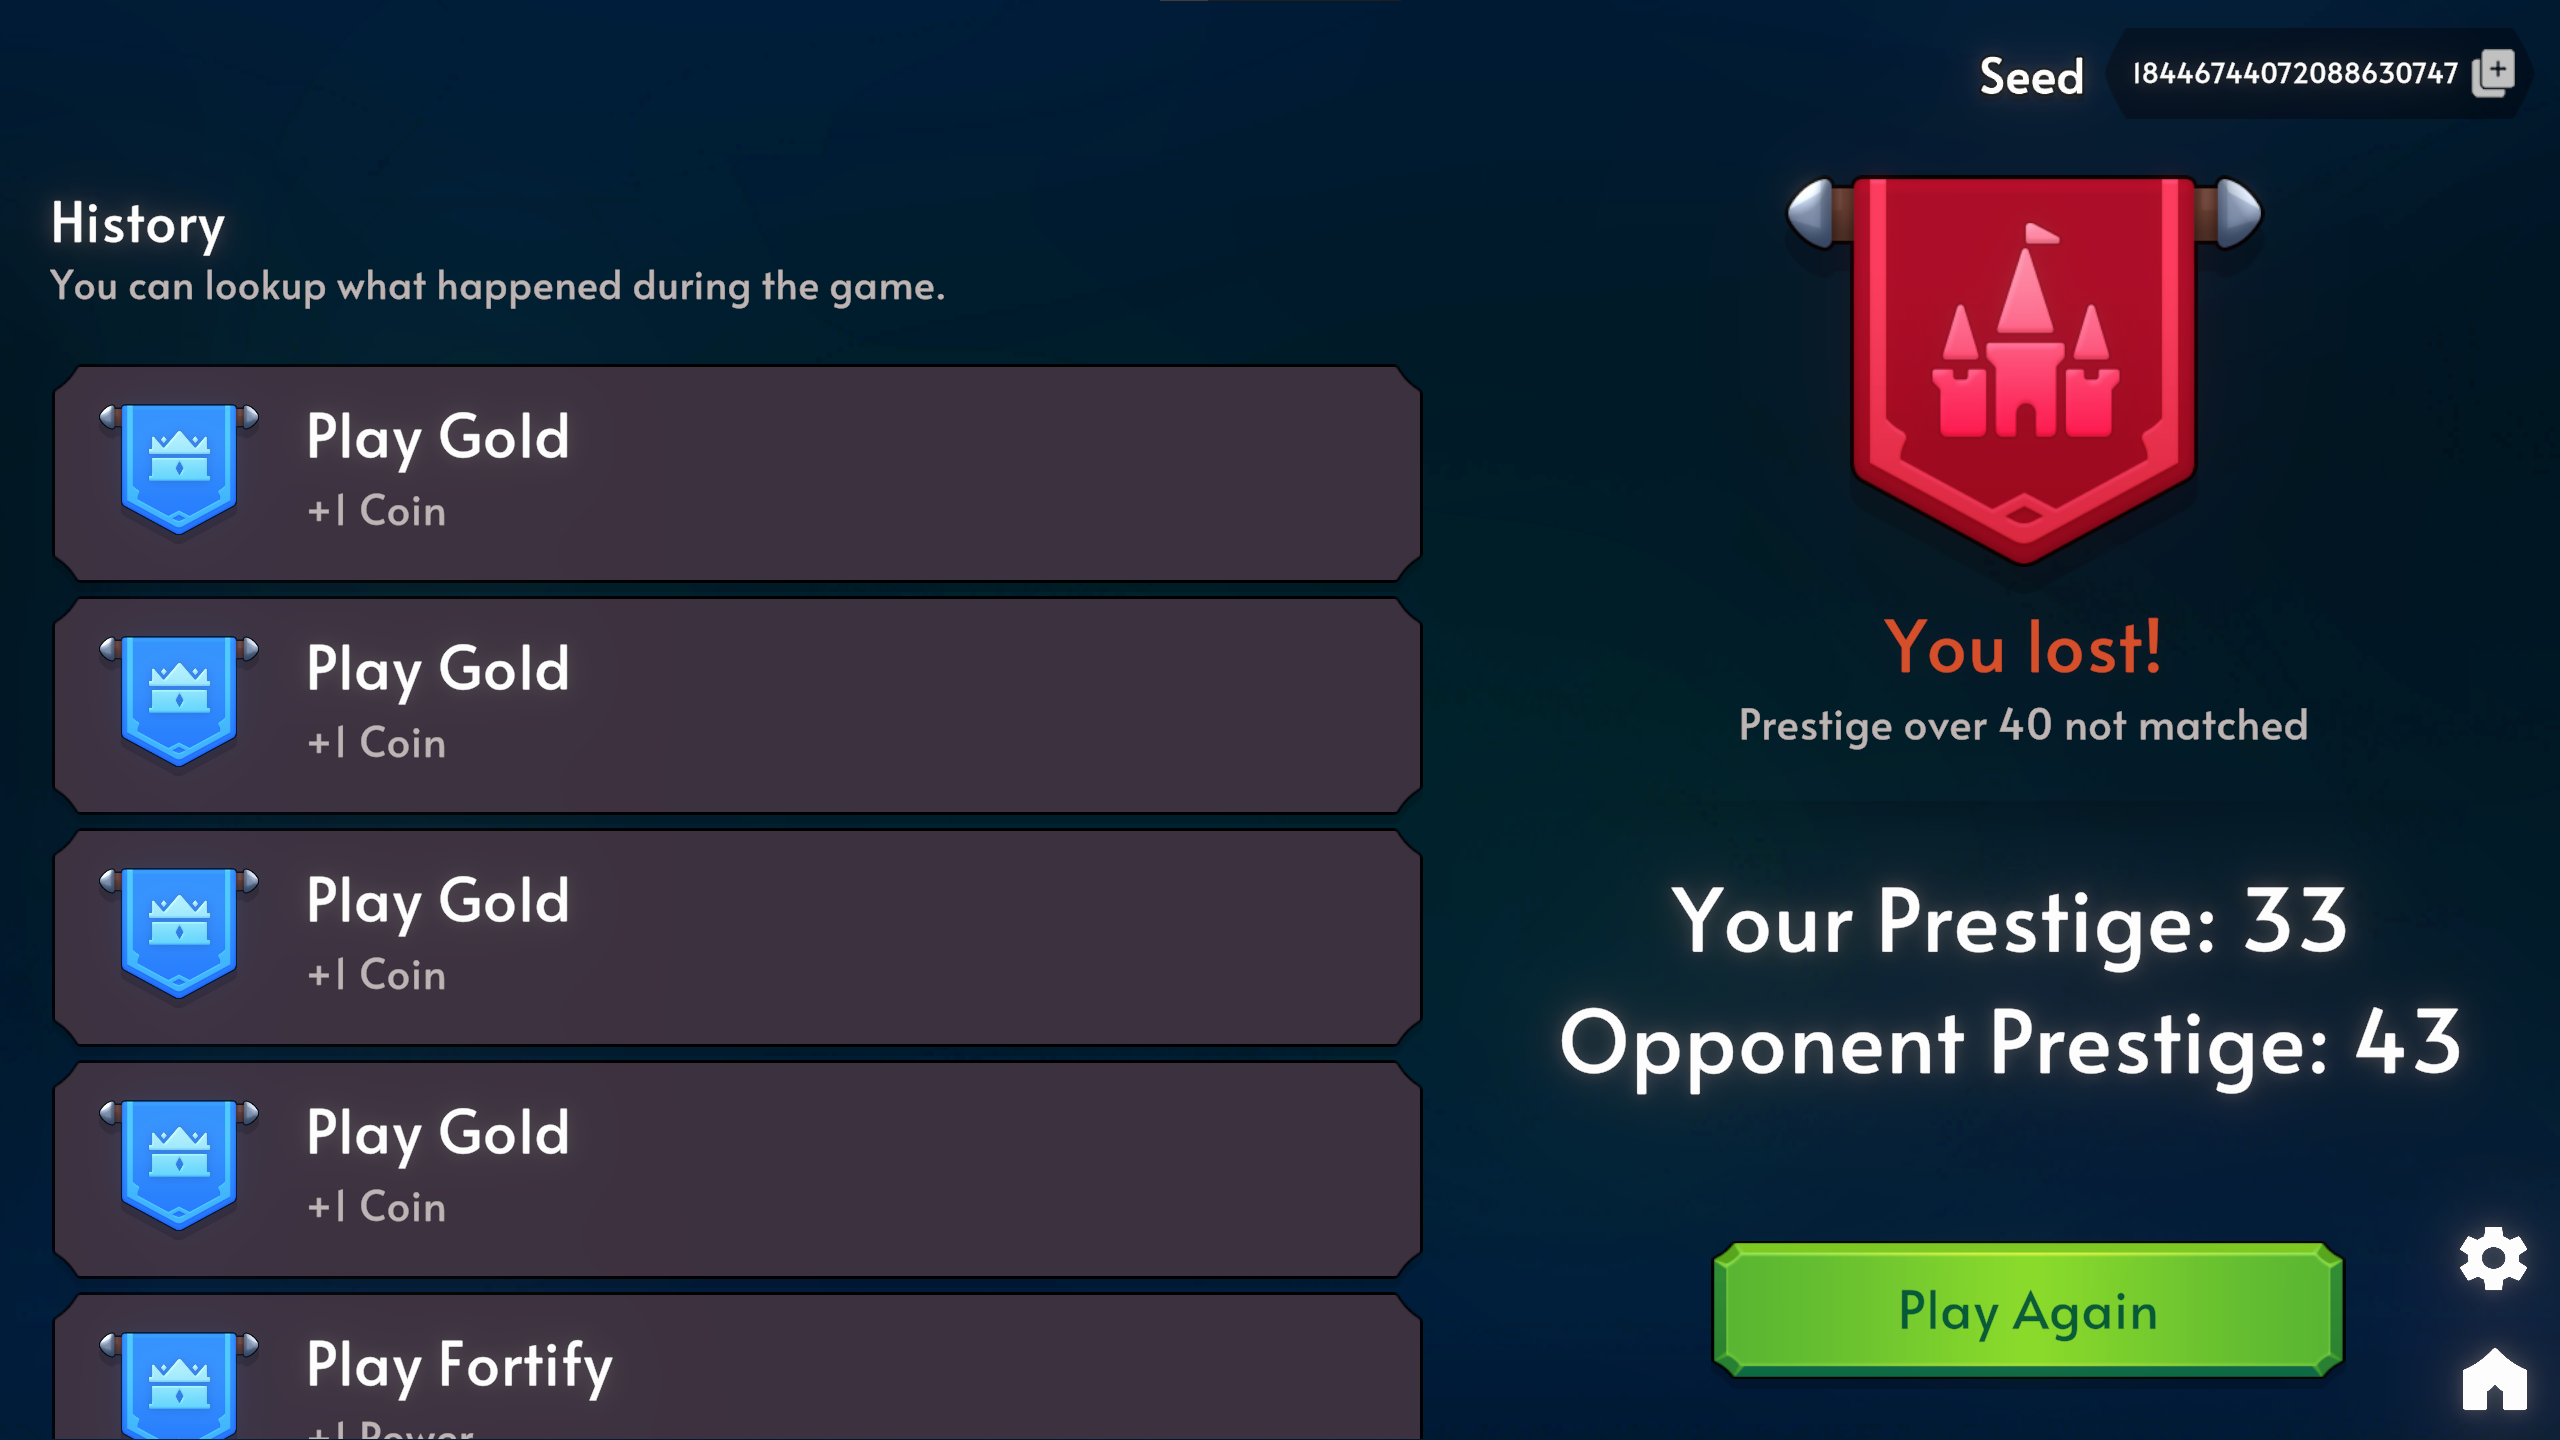 Seed 18446744072088630747
History
You can lookup what happened during the game.
Play Gold
+1 Coin
Play Gold
+1 Coin
Play Gold
+1 Coin
Play Gold
+1 Coin
Play Fortify
+1 Power
You lost!
Prestige over 40 not matched
Your Prestige: 33
Opponent Prestige: 43
Play Again